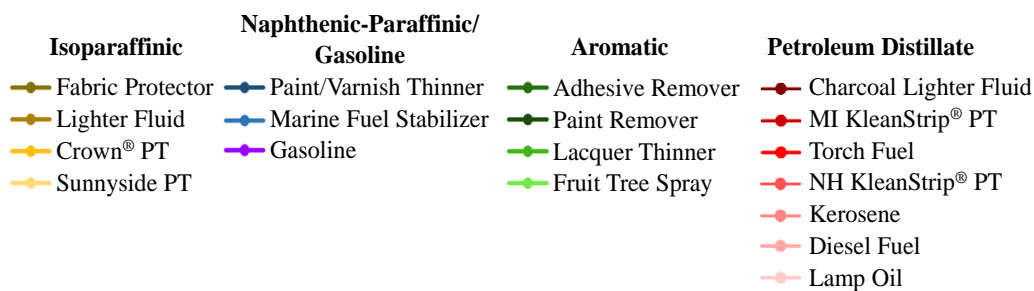 Isoparaffinic
Fabric Protector
Lighter Fluid
Crown® PT
Sunnyside PT
Naphthenic-Paraffinic/
Gasoline
Paint/Varnish Thinner
Marine Fuel Stabilizer
Gasoline
Aromatic
Adhesive Remover
Paint Remover
Lacquer Thinner
Fruit Tree Spray
Petroleum Distillate
Charcoal Lighter Fluid
MI KleanStrip® PT
Torch Fuel
NH KleanStrip® PT
Kerosene
Diesel Fuel
Lamp Oil